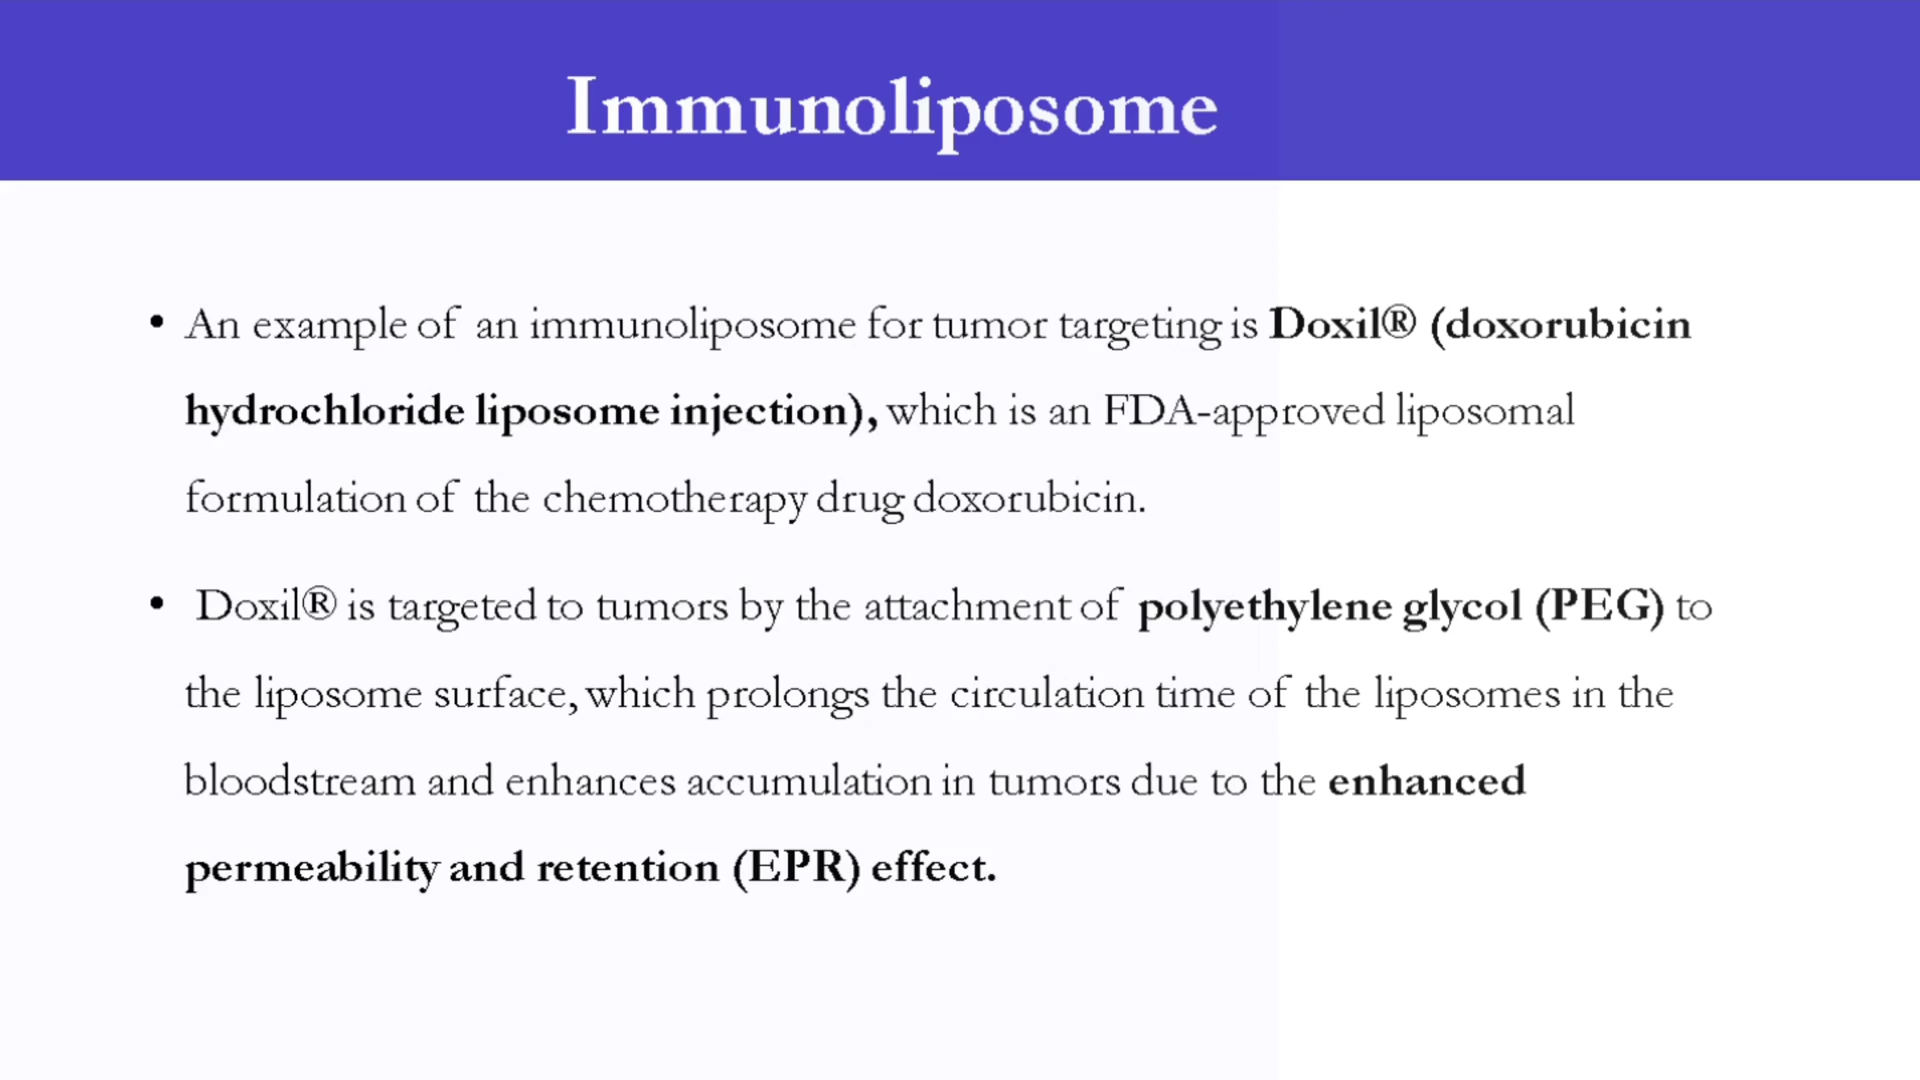 Immunoliposome
• An example of an immunoliposome for tumor targeting is Doxil® (doxorubicin
hydrochloride liposome injection), which is an FDA-approved liposomal
formulation of the chemotherapy drug doxorubicin.
• Doxil® is targeted to tumors by the attachment of polyethylene glycol (PEG) to
the liposome surface, which prolongs the circulation time of the liposomes in the
bloodstream and enhances accumulation in tumors due to the enhanced
permeability and retention (EPR) effect.